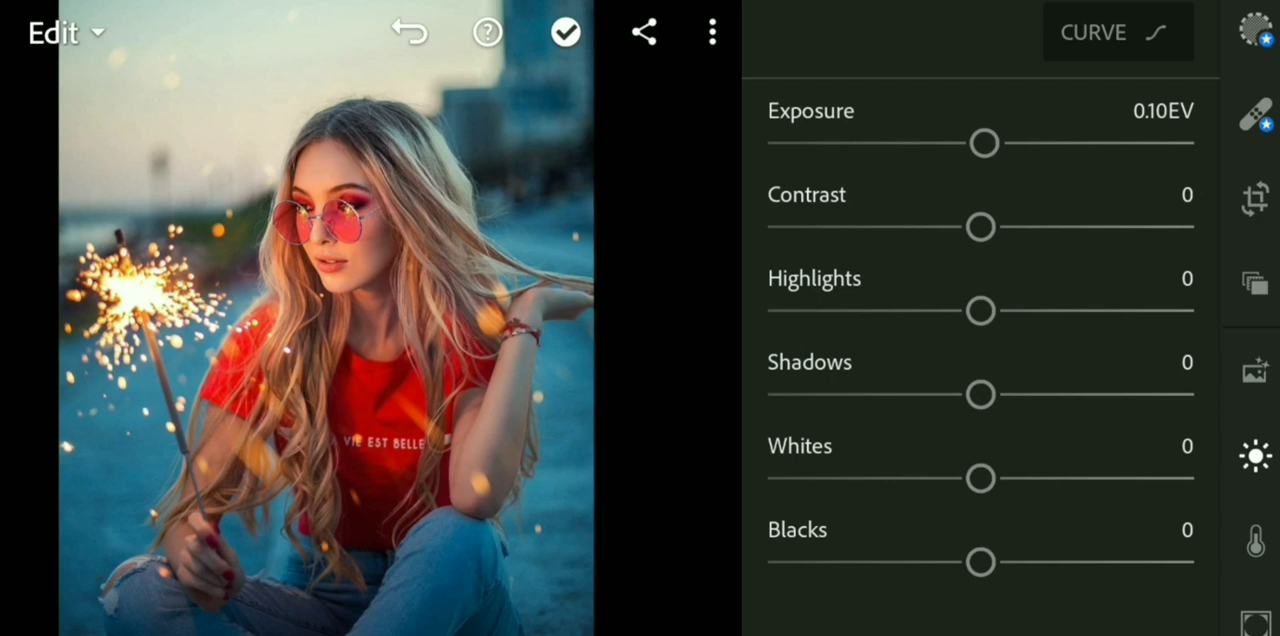 Edit
CURVE
Exposure 0.10EV
Contrast 0
Highlights 0
Shadows 0
Whites 0
Blacks 0
VIE EST BELLE